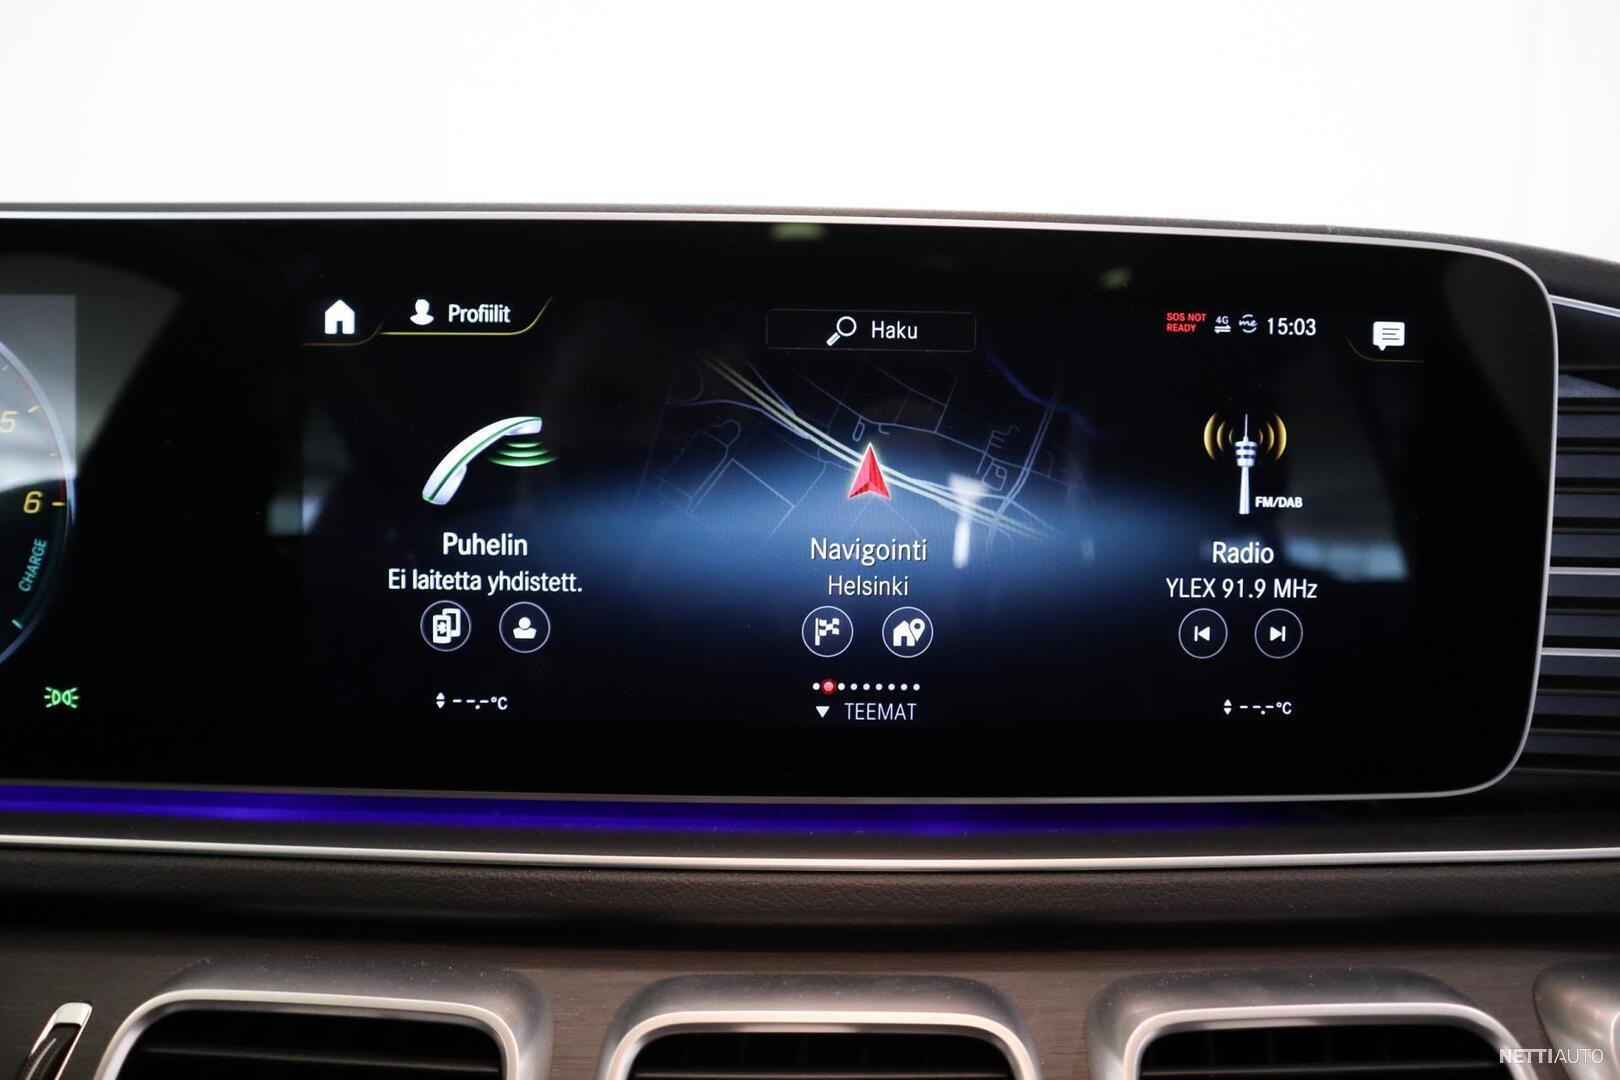 Profiilit
Haku
SOS NOT
READY
4G
me
15:03
5
6
CHARGE
FM/DAB
Puhelin
Ei laitetta yhdistett.
Navigointi
Helsinki
Radio
YLEX 91.9 MHz
--.-°C
TEEMAT
--.-°C
NETTIAUTO